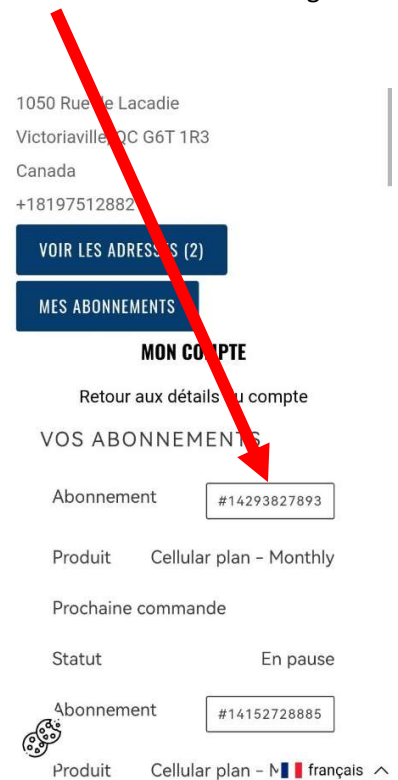 1050 Rue de Lacadie
Victoriaville, QC G6T 1R3
Canada
+18197512882
VOIR LES ADRESSES (2)
MES ABONNEMENTS
MON COMPTE
Retour aux détails du compte
VOS ABONNEMENTS
Abonnement #14293827893
Produit Cellular plan - Monthly
Prochaine commande
Statut En pause
Abonnement #14152728885
Produit Cellular plan -
français